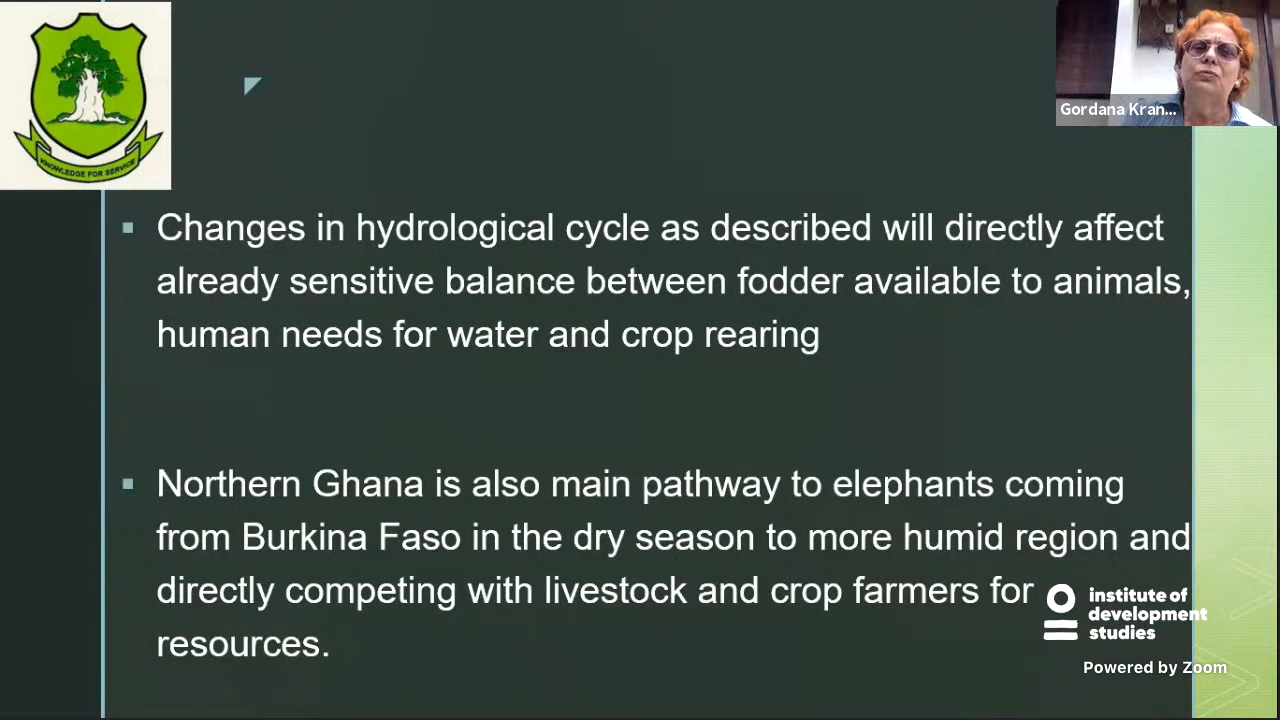 KNOWLEDGE FOR SERVICE
Gordana Kran...
Changes in hydrological cycle as described will directly affect
already sensitive balance between fodder available to animals,
human needs for water and crop rearing
Northern Ghana is also main pathway to elephants coming
from Burkina Faso in the dry season to more humid region and
directly competing with livestock and crop farmers for
resources.
institute of
development
studies
Powered by Zoom